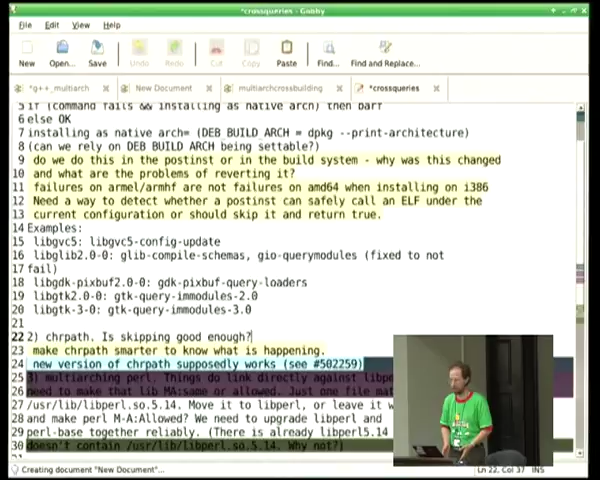 *crossqueries - Gobby
File Edit View Help
New Open... Save Undo Redo Cut Copy Paste Find... Find and Replace...
*g++_multiarch New Document multiarchcrossbuilding *crossqueries
5 if (command fails && installing as native arch) then barf
6 else OK
7 installing as native arch= (DEB_BUILD_ARCH = dpkg --print-architecture)
8 (can we rely on DEB_BUILD_ARCH being settable?)
9 do we do this in the postinst or in the build system - why was this changed
10 and what are the problems of reverting it?
11 failures on armel/armhf are not failures on amd64 when installing on i386
12 Need a way to detect whether a postinst can safely call an ELF under the
13 current configuration or should skip it and return true.
14 Examples:
15 libgvc5: libgvc5-config-update
16 libglib2.0-0: glib-compile-schemas, gio-querymodules (fixed to not
17 fail)
18 libgdk-pixbuf2.0-0: gdk-pixbuf-query-loaders
19 libgtk2.0-0: gtk-query-immodules-2.0
20 libgtk-3-0: gtk-query-immodules-3.0
21
22 2) chrpath. Is skipping good enough?
23 make chrpath smarter to know what is happening.
24 new version of chrpath supposedly works (see #502259)
25 3) multiarching perl. Things do link directly against libpe
26 need to make that lib MA:same or allowed. Just one file mat
27 /usr/lib/libperl.so.5.14. Move it to libperl, or leave it w
28 and make perl M-A:Allowed? We need to upgrade libperl and
29 perl-base together reliably. (There is already libperl5.14
30 doesn't contain /usr/lib/libperl.so.5.14. Why not?)
Creating document "New Document"... Ln 22, Col 37 INS